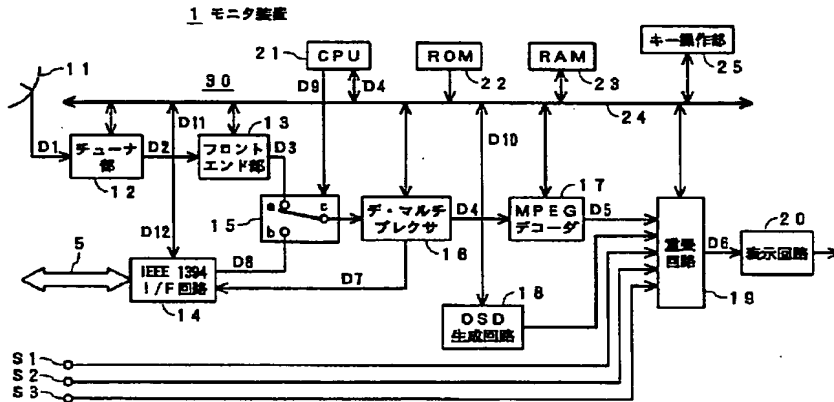 1 モニタ装置
11
21
CPU
ROM
22
RAM
23
キー操作部
25
30
D9
D4
24
D11
13
D10
D1
チューナ
部
12
D2
フロント
エンド部
D3
a
b
c
15
デ・マルチ
プレクサ
16
D4
17
MPEG
デコーダ
D5
重畳
回路
19
D6
20
表示回路
D12
5
IEEE 1394
I/F回路
14
D8
D7
18
OSD
生成回路
S1
S2
S3